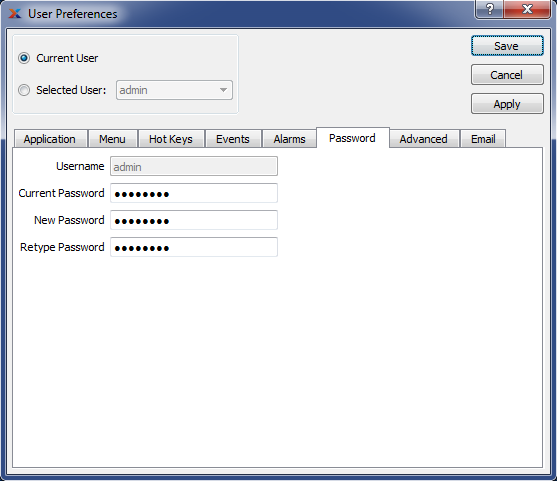 User Preferences
?
Current User
Selected User: admin
Save
Cancel
Apply
Application Menu Hot Keys Events Alarms Password Advanced Email
Username admin
Current Password ●●●●●●●●
New Password ●●●●●●●●
Retype Password ●●●●●●●●